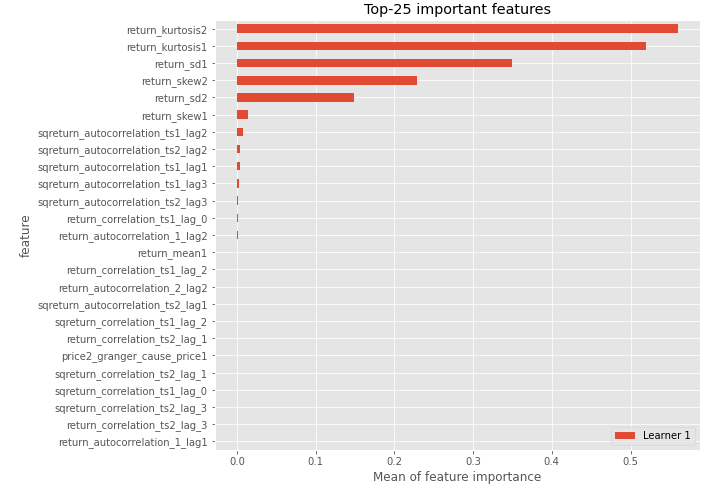 Top-25 important features
return_kurtosis2
return_kurtosis1
return_sd1
return_skew2
return_sd2
return_skew1
sqreturn_autocorrelation_ts1_lag2
sqreturn_autocorrelation_ts2_lag2
sqreturn_autocorrelation_ts1_lag1
sqreturn_autocorrelation_ts1_lag3
sqreturn_autocorrelation_ts2_lag3
return_correlation_ts1_lag_0
return_autocorrelation_1_lag2
return_mean1
return_correlation_ts1_lag_2
return_autocorrelation_2_lag2
sqreturn_autocorrelation_ts2_lag1
sqreturn_correlation_ts1_lag_2
return_correlation_ts2_lag_1
price2_granger_cause_price1
sqreturn_correlation_ts2_lag_1
sqreturn_correlation_ts1_lag_0
sqreturn_correlation_ts2_lag_3
return_correlation_ts2_lag_3
return_autocorrelation_1_lag1
feature
Learner 1
0.0 0.1 0.2 0.3 0.4 0.5
Mean of feature importance